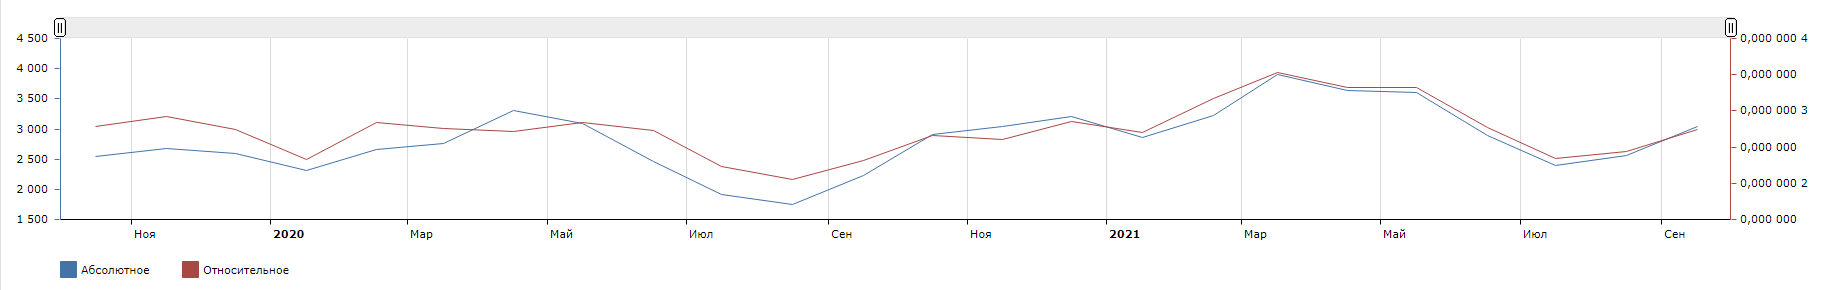 4 500 0,000 000 4
4 000 0,000 000
3 500 0,000 000 3
3 000
2 500 0,000 000
2 000 0,000 000 2
1 500 0,000 000
Ноя 2020 Мар Май Июл Сен Ноя 2021 Мар Май Июл Сен
Абсолютное Относительное